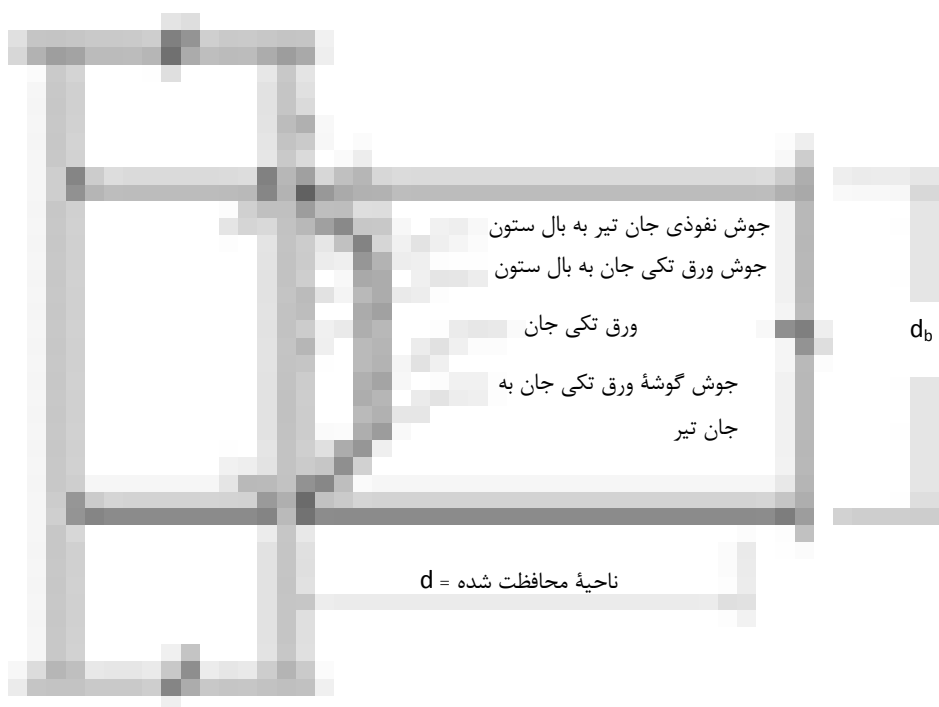 جوش نفوذی جان تیر به بال ستون
جوش ورق تکی جان به بال ستون
ورق تکی جان
d_b
جوش گوشهٔ ورق تکی جان به
جان تیر
ناحیهٔ محافظت شده = d